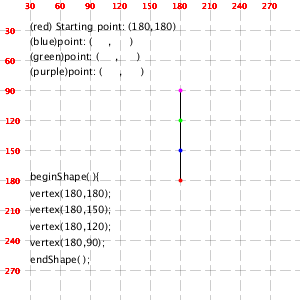 30 60 90 120 150 180 210 240 270
30
60
90
120
150
180
210
240
270
(red) Starting point: (180,180)
(blue)point: (    ,    )
(green)point: (    ,    )
(purple)point: (    ,    )
beginShape(){
vertex(180,180);
vertex(180,150);
vertex(180,120);
vertex(180,90);
endShape();